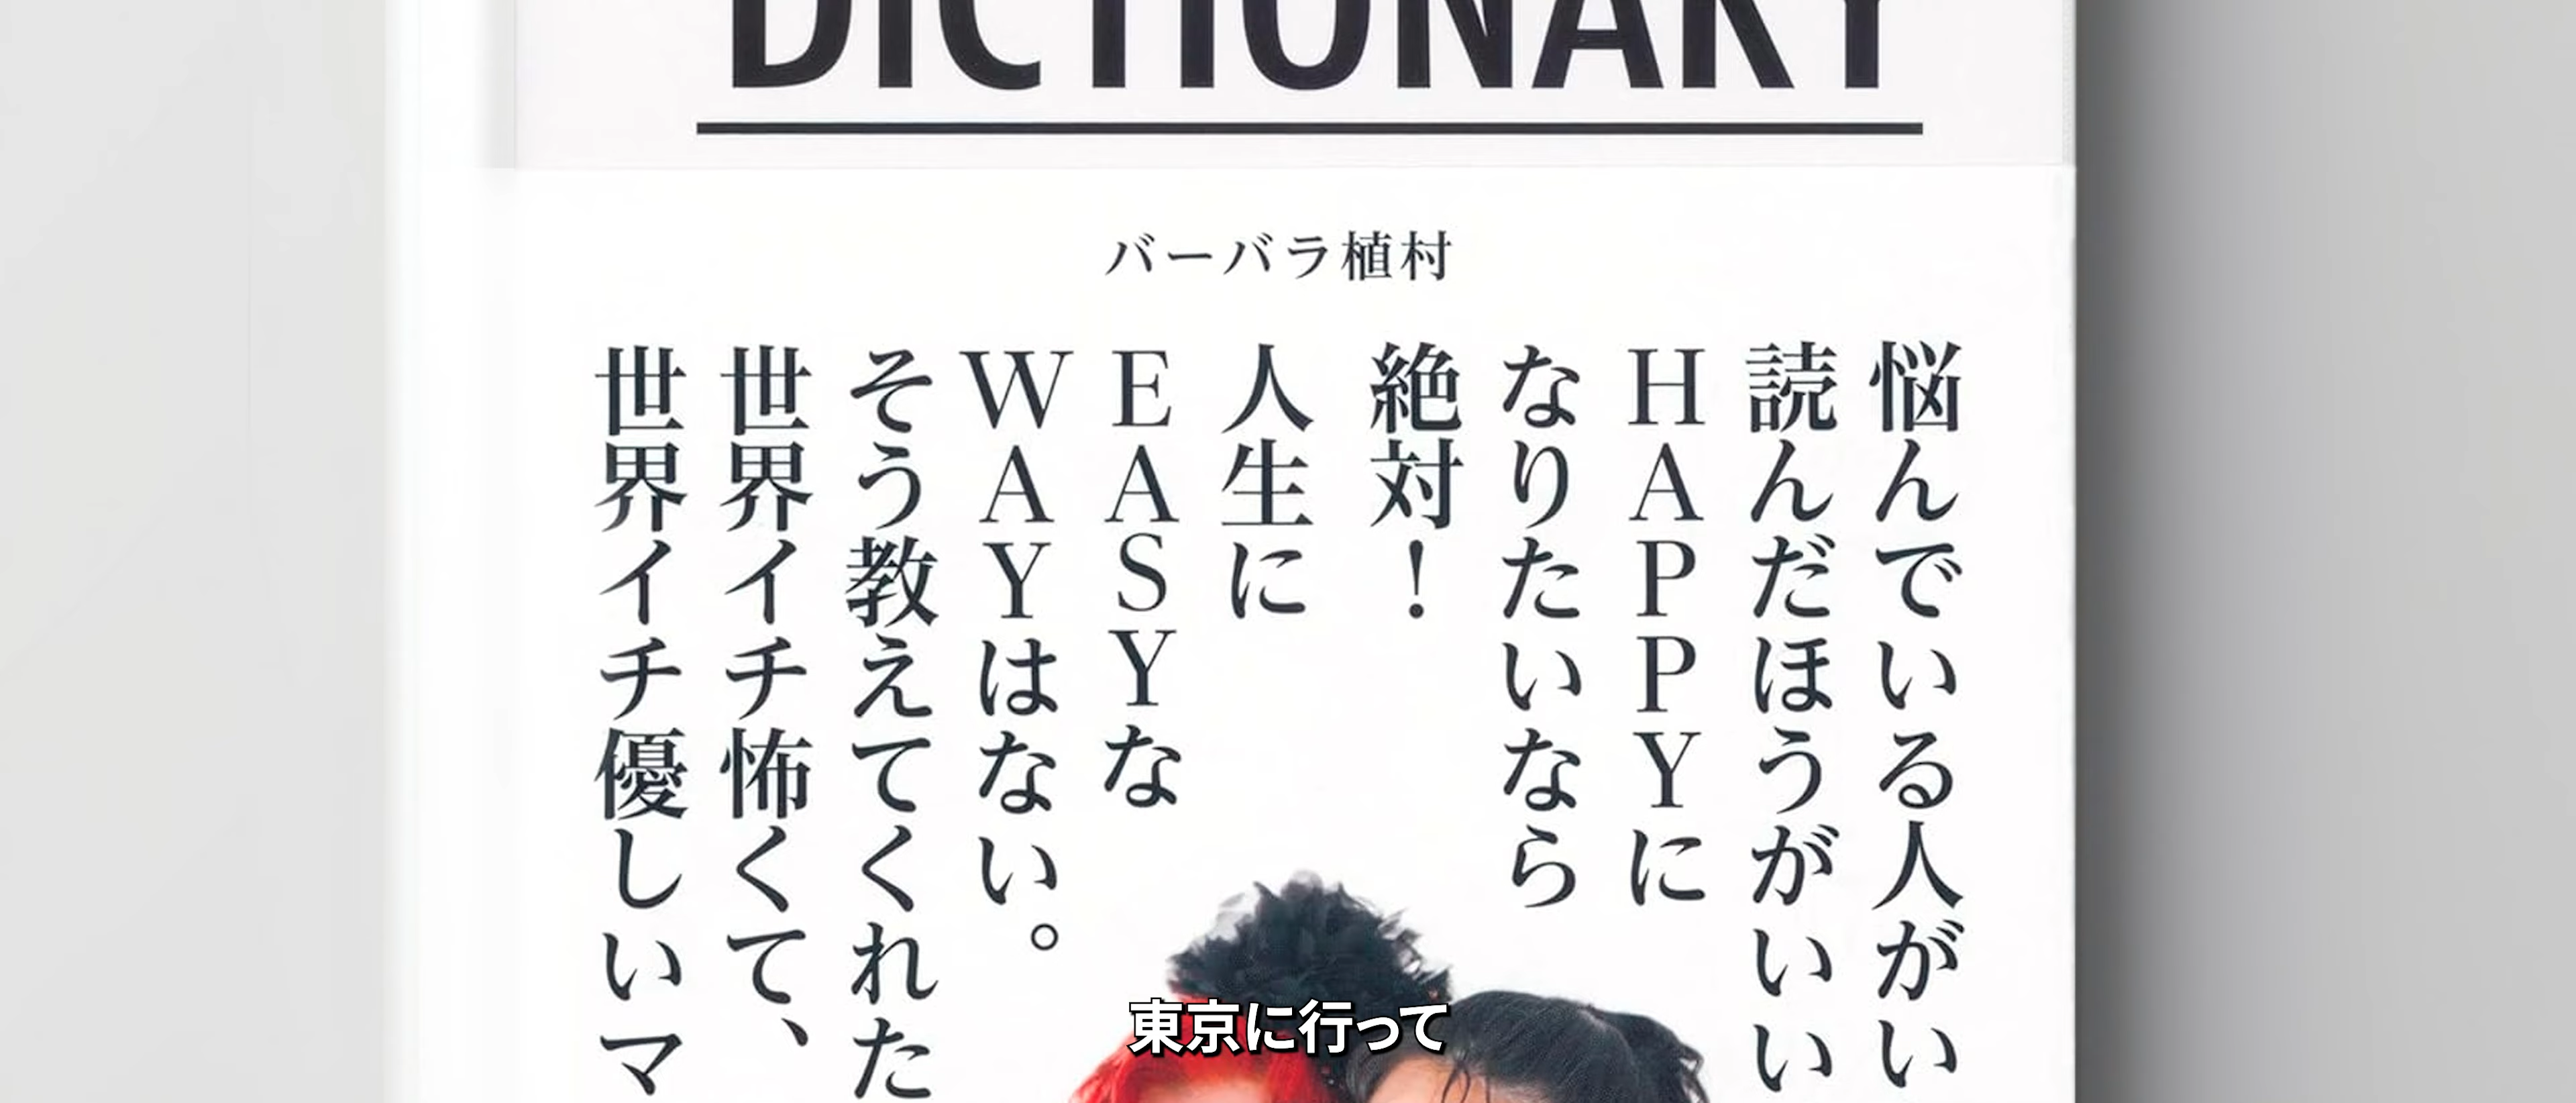 DICTIONARY
バーバラ植村
悩んでいる人がい
読んだほうがいい
HAPPYに
なりたいなら
絶対！
人生に
EASYな
WAYはない。
そう教えてくれた
世界イチ怖くて、
世界イチ優しいマ
東京に行って